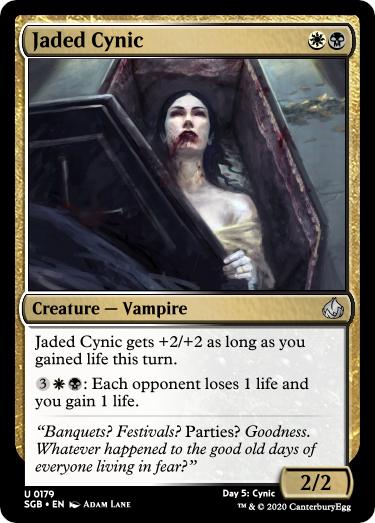 Jaded Cynic
Creature — Vampire
Jaded Cynic gets +2/+2 as long as you
gained life this turn.
3: Each opponent loses 1 life and
you gain 1 life.
"Banquets? Festivals? Parties? Goodness.
Whatever happened to the good old days of
everyone living in fear?"
2/2
U 0179
SGB • EN ADAM LANE
Day 5: Cynic
™ & © 2020 CanterburyEgg